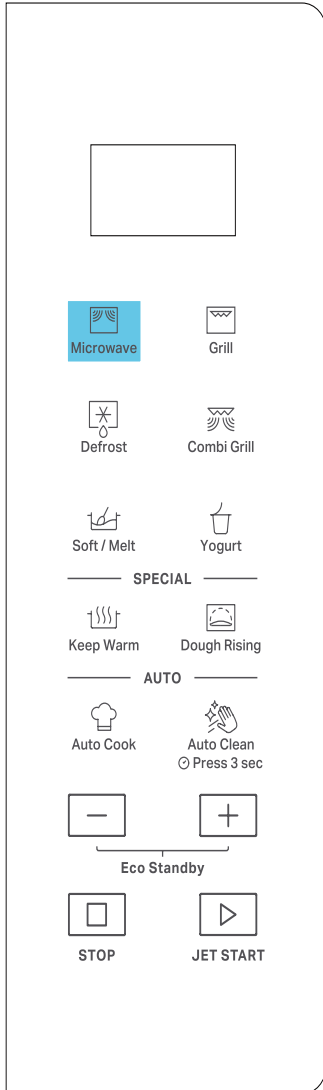 Microwave
Grill
Defrost
Combi Grill
Soft / Melt
Yogurt
SPECIAL
Keep Warm
Dough Rising
AUTO
Auto Cook
Auto Clean
Press 3 sec
Eco Standby
STOP
JET START